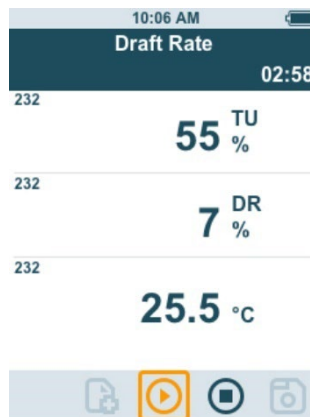 10:06 AM
Draft Rate
02:58
232
55 TU %
232
7 DR %
232
25.5 °C